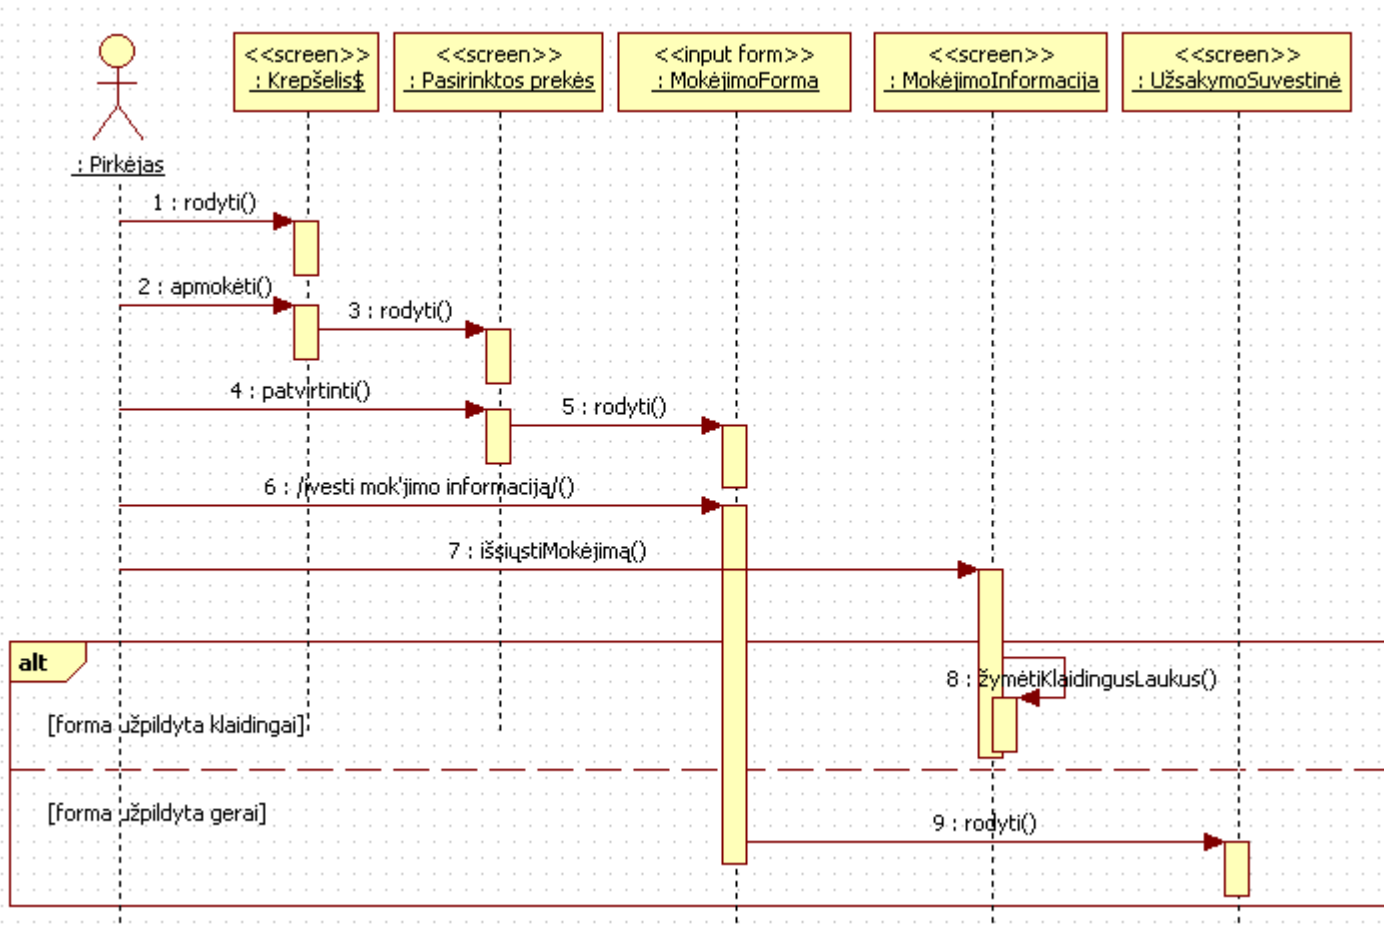 <<screen>>
: Krepšelis$
<<screen>>
: Pasirinktos prekės
<<input form>>
: MokėjimoForma
<<screen>>
: MokėjimoInformacija
<<screen>>
: UžsakymoSuvestinė
: Pirkėjas
1 : rodyti()
2 : apmokėti()
3 : rodyti()
4 : patvirtinti()
5 : rodyti()
6 : /įvesti mok'jimo informaciją/()
7 : išsiųstiMokėjimą()
alt
8 : žymėtiKlaidingusLaukus()
[forma užpildyta klaidingai]
[forma užpildyta gerai]
9 : rodyti()